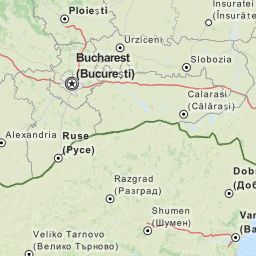 Ploiești
Insuratei
(Însurățe
Urziceni
Bucharest
(București)
Slobozia
Calarasi
(Călărași)
Alexandria
Ruse
(Русе)
Razgrad
(Разград)
Dob
(Доб
Shumen
(Шумен)
Var
(Ва
Veliko Tarnovo
(Велико Търново)